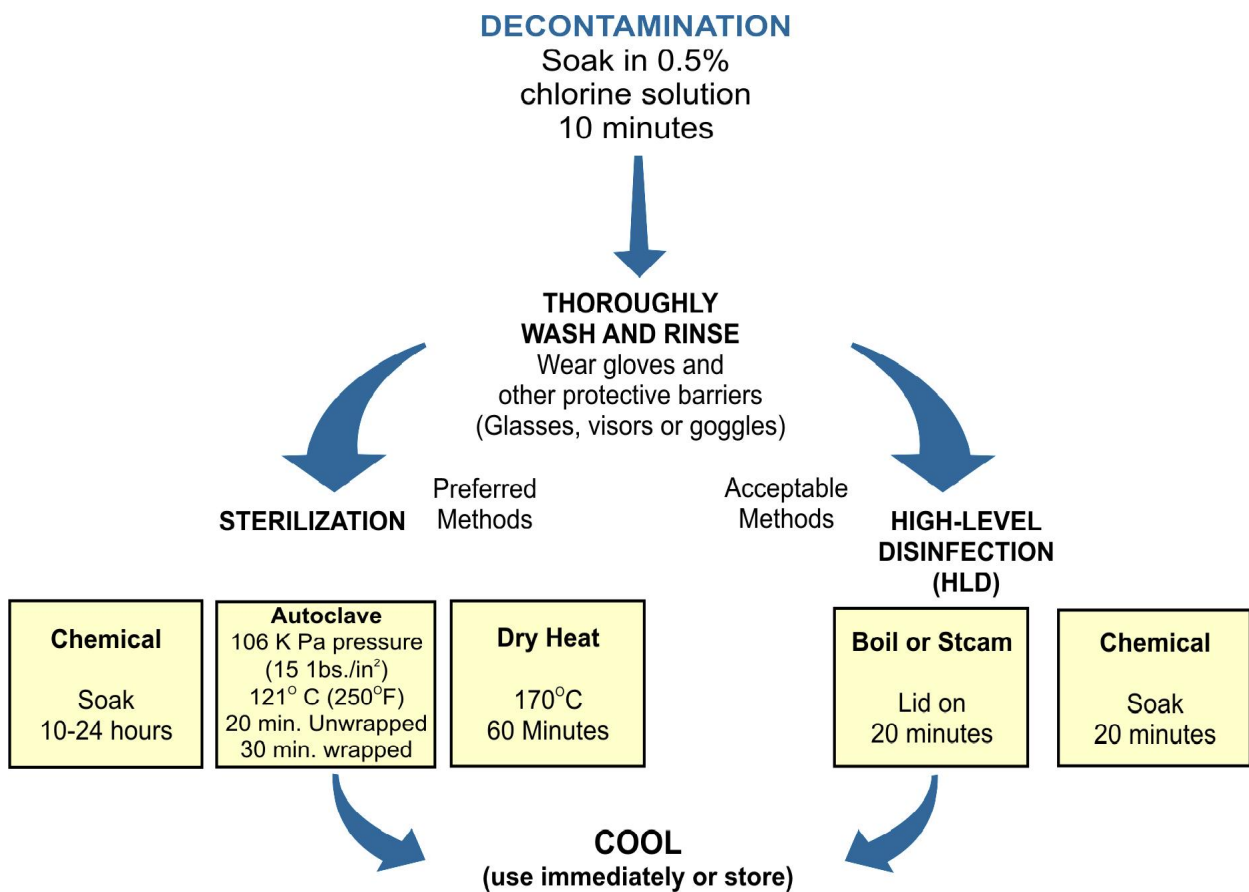 DECONTAMINATION
Soak in 0.5%
chlorine solution
10 minutes
THOROUGHLY
WASH AND RINSE
Wear gloves and
other protective barriers
(Glasses, visors or goggles)
Preferred
Methods
STERILIZATION
Acceptable
Methods
HIGH-LEVEL
DISINFECTION
(HLD)
Chemical
Soak
10-24 hours
Autoclave
106 K Pa pressure
(15 1bs./in²)
121° C (250°F)
20 min. Unwrapped
30 min. wrapped
Dry Heat
170°C
60 Minutes
Boil or Stcam
Lid on
20 minutes
Chemical
Soak
20 minutes
COOL
(use immediately or store)